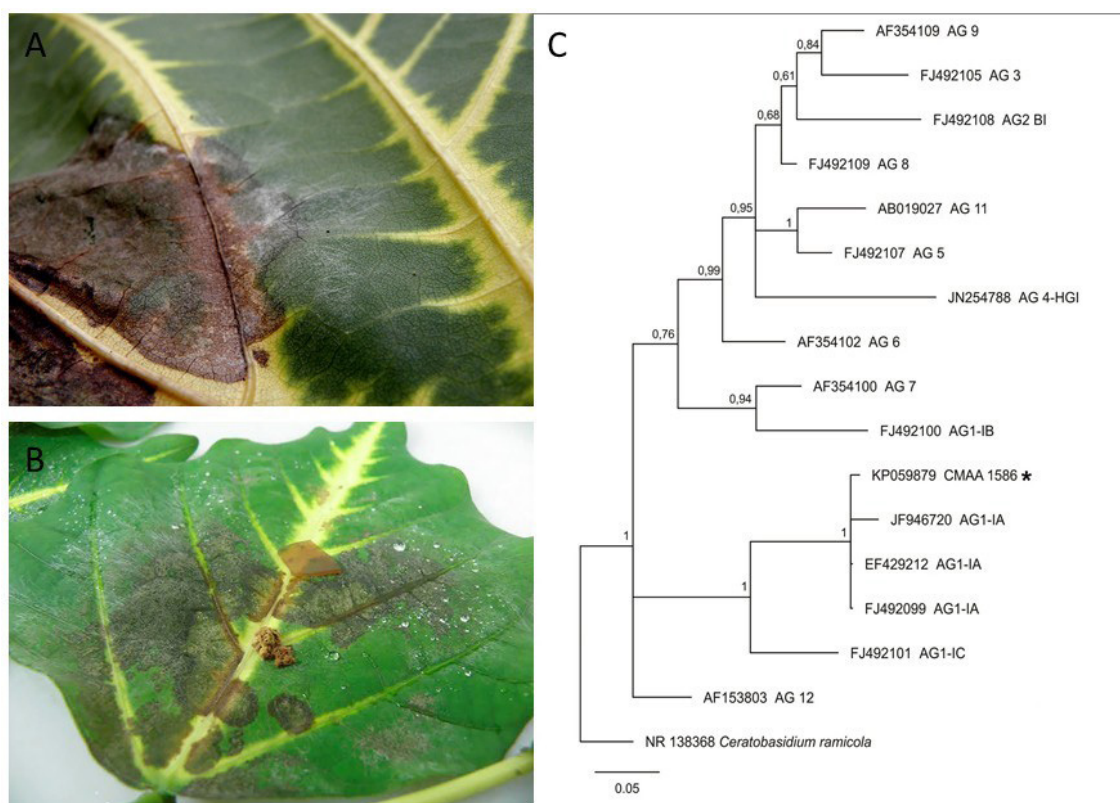 A
B
C
0,84
AF354109 AG 9
FJ492105 AG 3
0,61
FJ492108 AG2 BI
0,68
FJ492109 AG 8
0,95
AB019027 AG 11
1
FJ492107 AG 5
0,99
JN254788 AG 4-HGI
0,76
AF354102 AG 6
AF354100 AG 7
0,94
FJ492100 AG1-IB
KP059879 CMAA 1586 *
1
JF946720 AG1-IA
1
EF429212 AG1-IA
1
FJ492099 AG1-IA
FJ492101 AG1-IC
AF153803 AG 12
NR 138368 Ceratobasidium ramicola
0.05